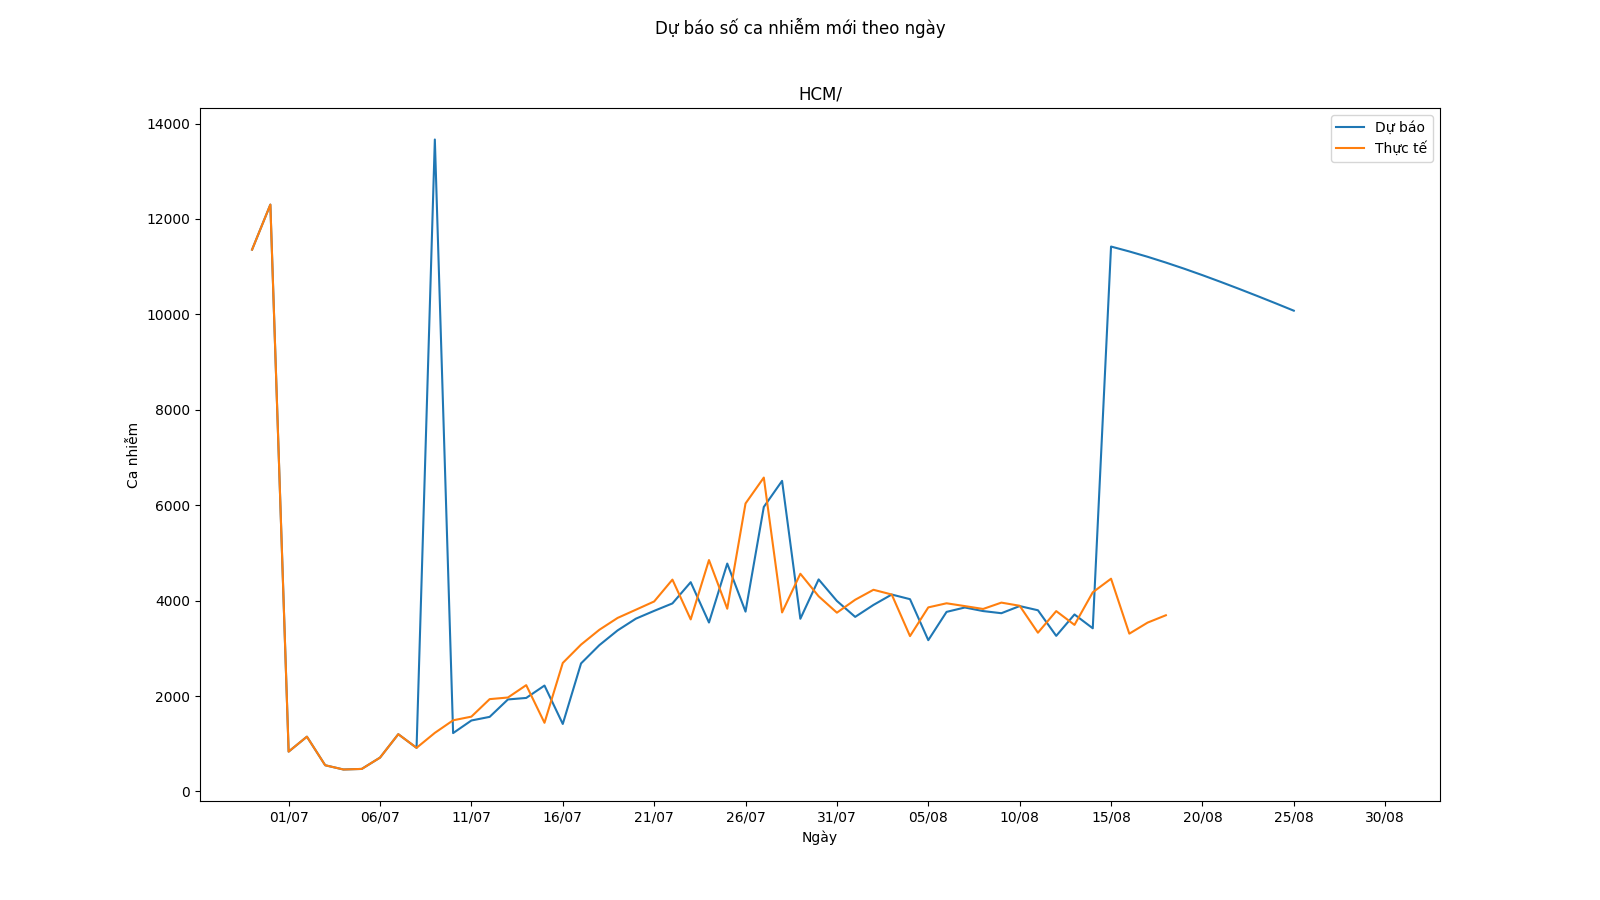 Dự báo số ca nhiễm mới theo ngày
HCM/
Dự báo
Thực tế
14000
12000
10000
8000
6000
4000
2000
0
Ca nhiễm
01/07 06/07 11/07 16/07 21/07 26/07 31/07 05/08 10/08 15/08 20/08 25/08 30/08
Ngày